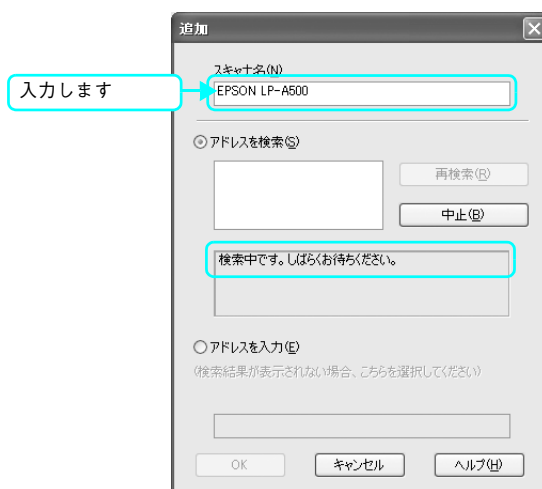 追加
スキャナ名(N)
入力します
EPSON LP-A500
アドレスを検索(S)
再検索(R)
中止(B)
検索中です。しばらくお待ちください。
アドレスを入力(E)
(検索結果が表示されない場合、こちらを選択してください)
OK
キャンセル
ヘルプ(H)